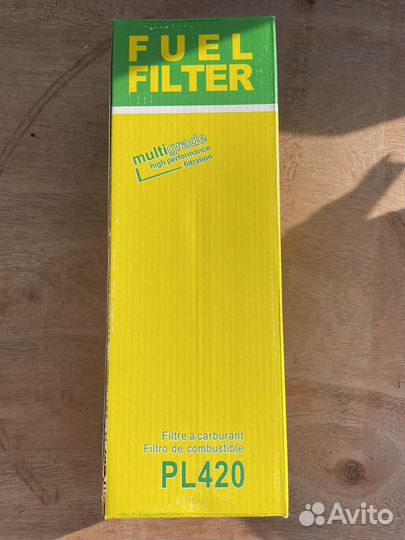 FUEL
FILTER
multigrade
high performance
filtration
Filtre a carburant
Filtro de combustible
PL420
Avito